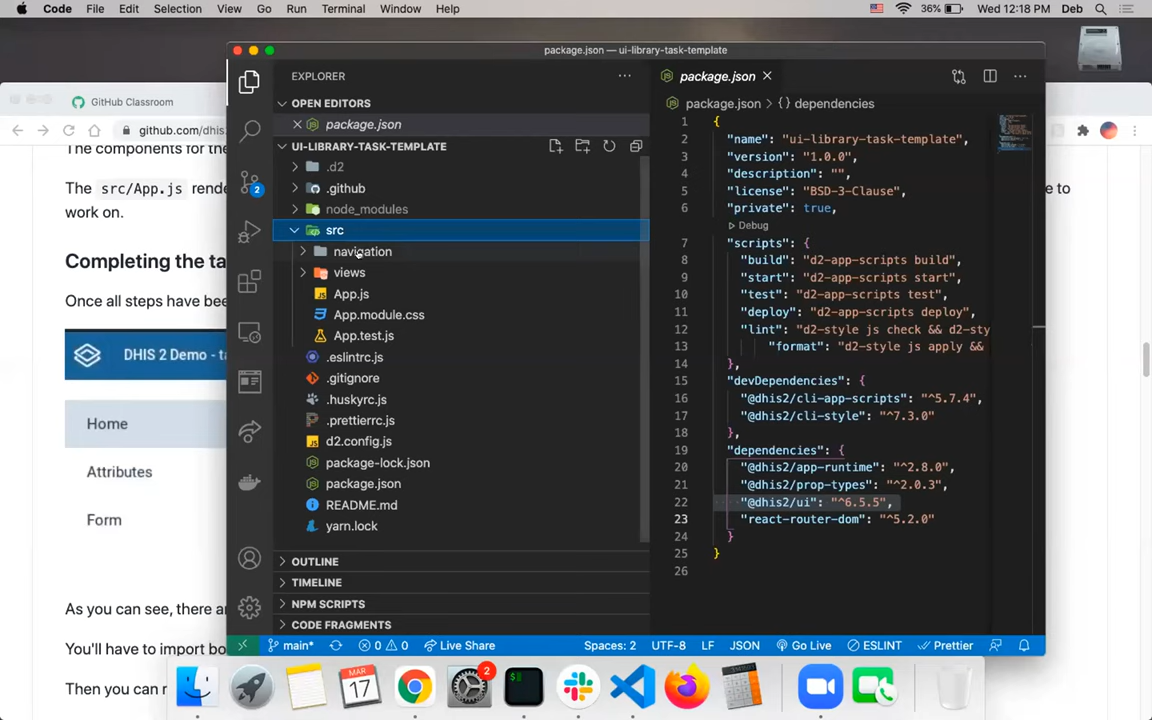 Code File Edit Selection View Go Run Terminal Window Help
36% Wed 12:18 PM Deb
package.json — ui-library-task-template
GitHub Classroom
github.com/dhis
The components for the
The src/App.js rende
e to
work on.
Completing the ta
Once all steps have been
DHIS 2 Demo - ta
Home
Attributes
Form
As you can see, there a
You'll have to import bo
Then you can r
EXPLORER
OPEN EDITORS
package.json
UI-LIBRARY-TASK-TEMPLATE
.d2
.github
node_modules
src
navigation
views
App.js
App.module.css
App.test.js
.eslintrc.js
.gitignore
.huskyrc.js
.prettierrc.js
d2.config.js
package-lock.json
package.json
README.md
yarn.lock
OUTLINE
TIMELINE
NPM SCRIPTS
CODE FRAGMENTS
package.json
package.json > {} dependencies
1 {
2 "name": "ui-library-task-template",
3 "version": "1.0.0",
4 "description": "",
5 "license": "BSD-3-Clause",
6 "private": true,
Debug
7 "scripts": {
8 "build": "d2-app-scripts build",
9 "start": "d2-app-scripts start",
10 "test": "d2-app-scripts test",
11 "deploy": "d2-app-scripts deploy",
12 "lint": "d2-style js check && d2-sty
13 "format": "d2-style js apply &&
14 },
15 "devDependencies": {
16 "@dhis2/cli-app-scripts": "^5.7.4",
17 "@dhis2/cli-style": "^7.3.0"
18 },
19 "dependencies": {
20 "@dhis2/app-runtime": "^2.8.0",
21 "@dhis2/prop-types": "^2.0.3",
22 "@dhis2/ui": "^6.5.5",
23 "react-router-dom": "^5.2.0"
24 }
25 }
26
2
main* 0 0 Live Share Spaces: 2 UTF-8 LF JSON Go Live ESLINT Prettier
MAR
17
2